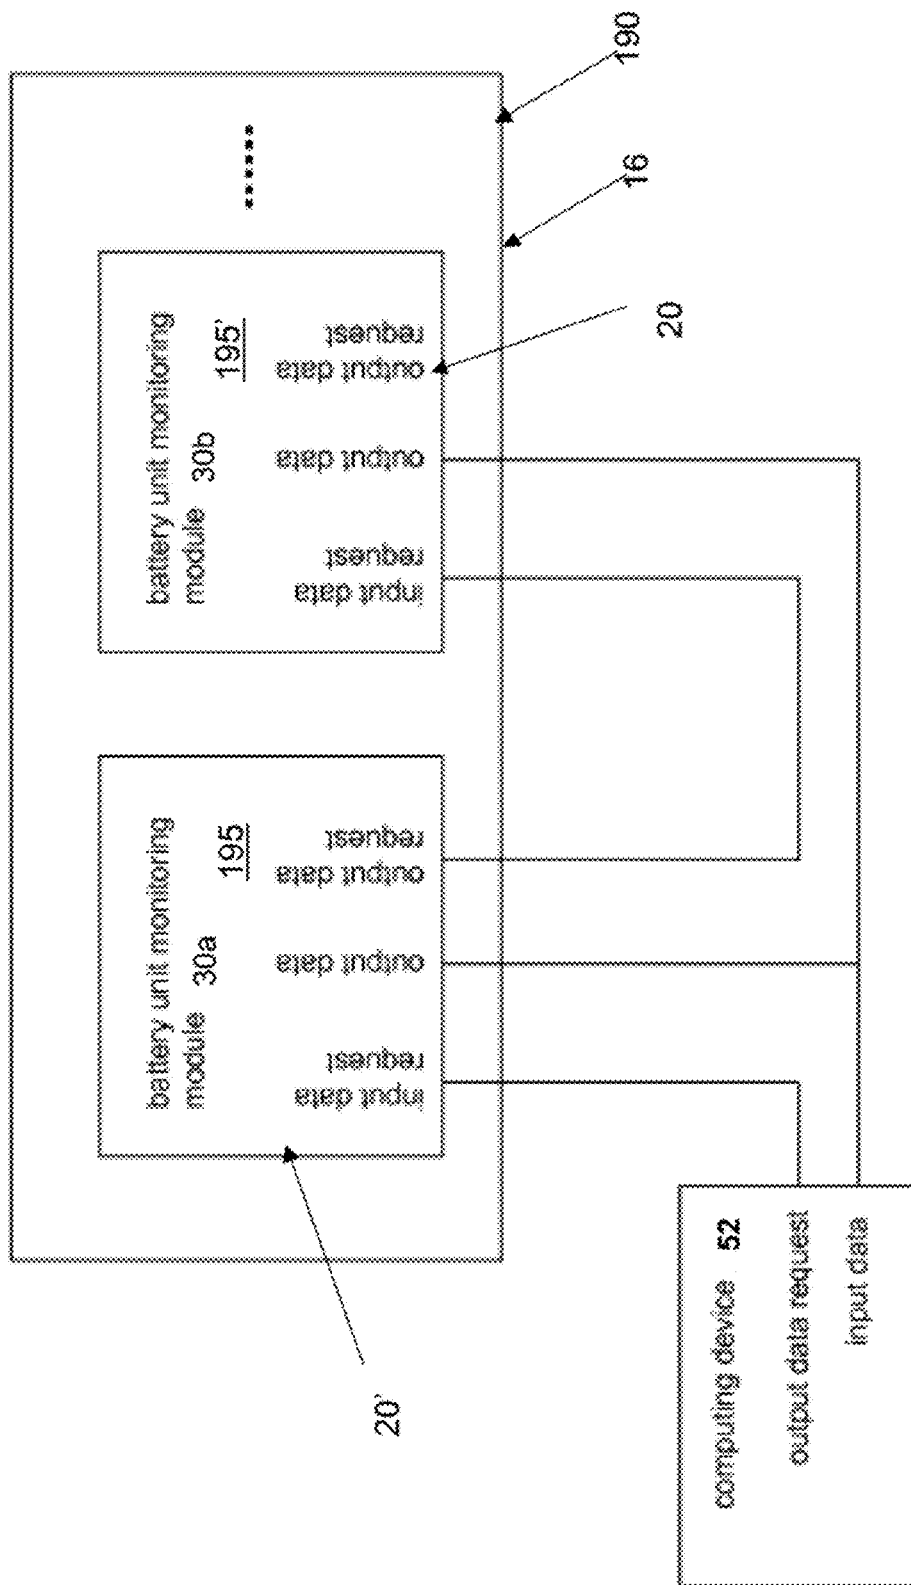 190
16
20
battery unit monitoring
module 30b
195'
input data
request
output data
output data
request
......
battery unit monitoring
module 30a
195
input data
request
output data
output data
request
20'
computing device 52
output data request
input data